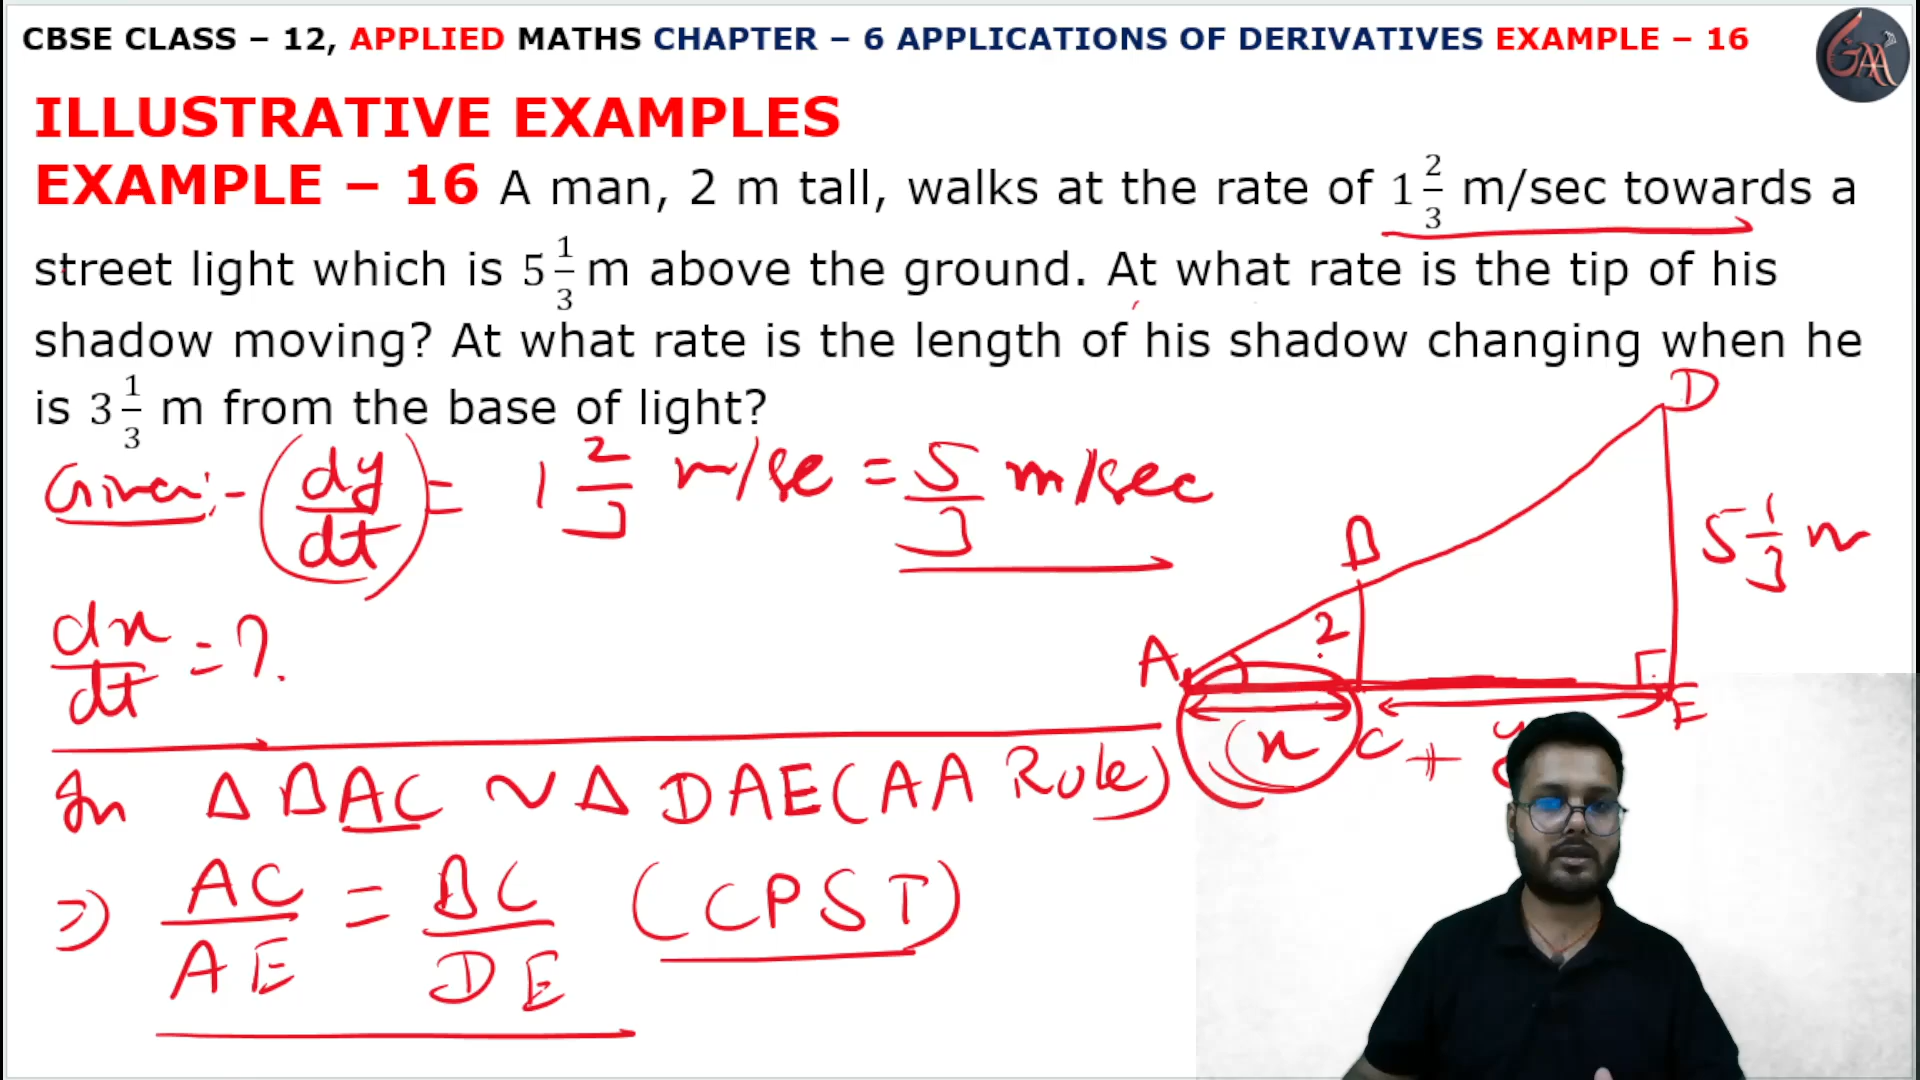 CBSE CLASS – 12, APPLIED MATHS CHAPTER – 6 APPLICATIONS OF DERIVATIVES EXAMPLE – 16
GAA
ILLUSTRATIVE EXAMPLES
EXAMPLE – 16 A man, 2 m tall, walks at the rate of 1 2/3 m/sec towards a
street light which is 5 1/3 m above the ground. At what rate is the tip of his
shadow moving? At what rate is the length of his shadow changing when he
is 3 1/3 m from the base of light?
Given:- dy/dt = 1 2/3 m/se = 5/3 m/sec
dx/dt = ?
D
B
5 1/3 m
2
A
E
x
C + y
In Δ BAC ~ Δ DAE (AA Rule)
⇒ AC/AE = BC/DE (CPST)